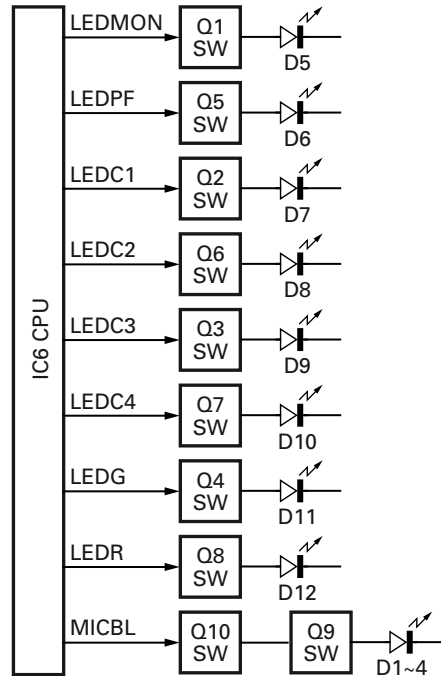 IC6 CPU
LEDMON
Q1
SW
D5
LEDPF
Q5
SW
D6
LEDC1
Q2
SW
D7
LEDC2
Q6
SW
D8
LEDC3
Q3
SW
D9
LEDC4
Q7
SW
D10
LEDG
Q4
SW
D11
LEDR
Q8
SW
D12
MICBL
Q10
SW
Q9
SW
D1~4